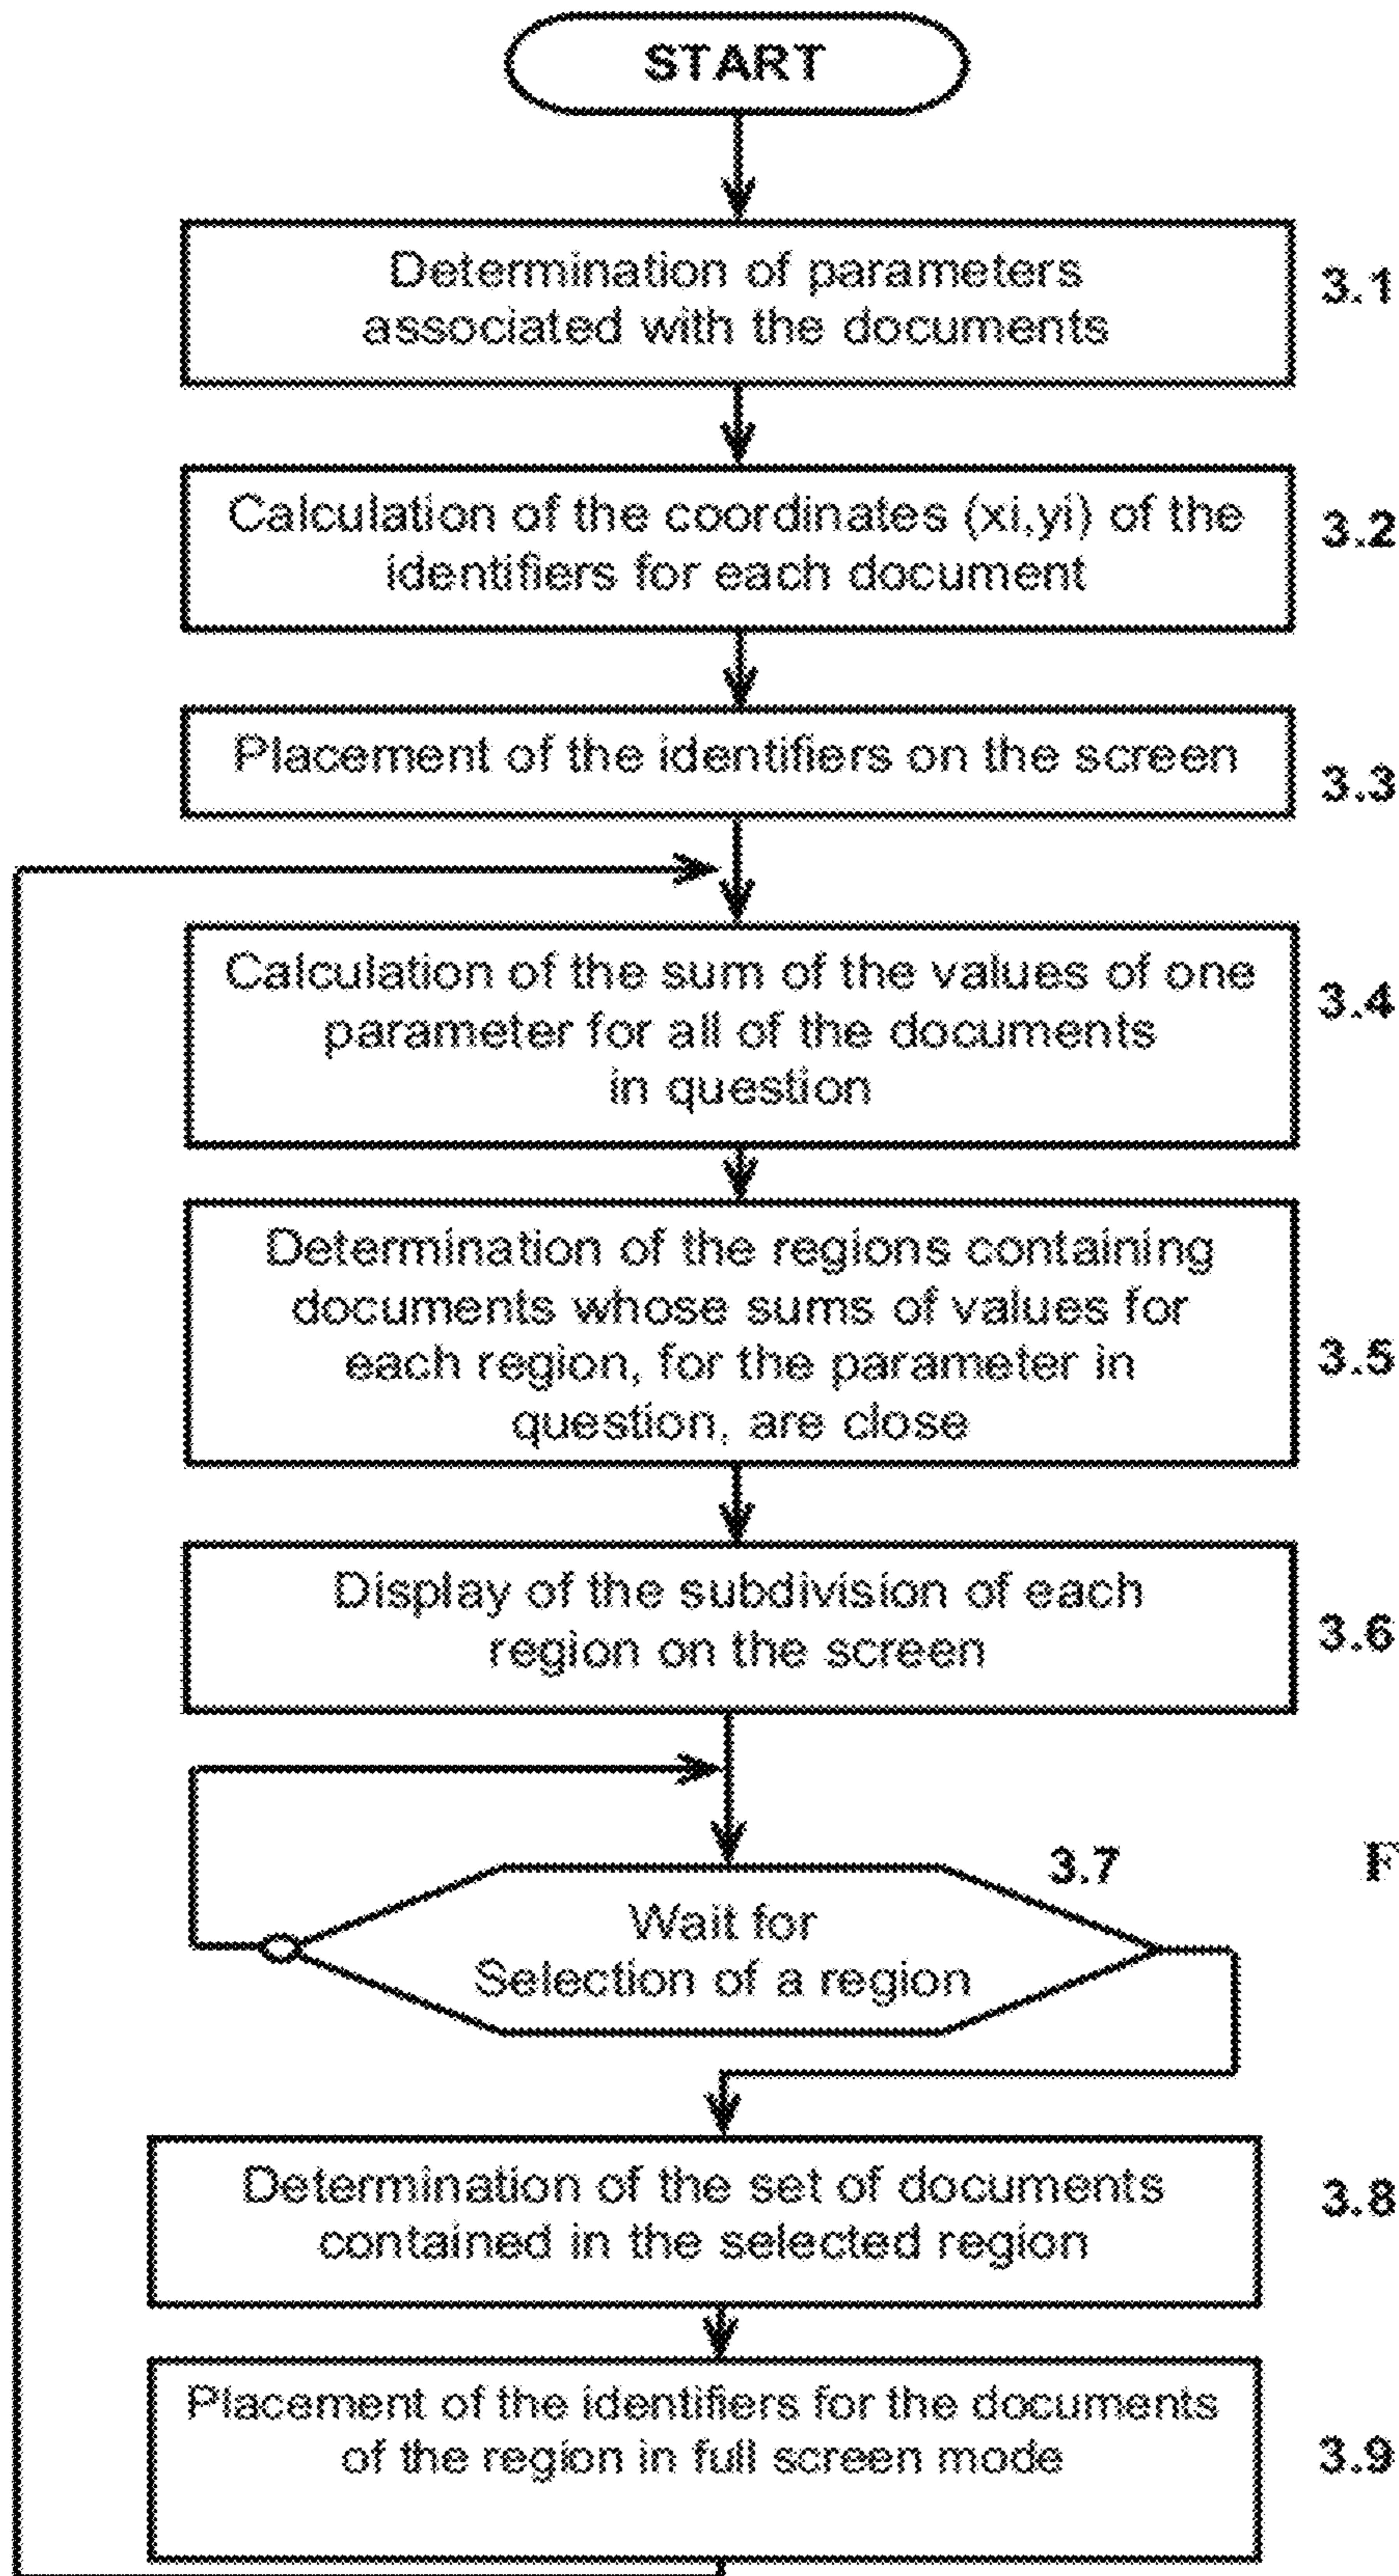 START
Determination of parameters
associated with the documents
3.1
Calculation of the coordinates (xi,yi) of the
identifiers for each document
3.2
Placement of the identifiers on the screen
3.3
Calculation of the sum of the values of one
parameter for all of the documents
in question
3.4
Determination of the regions containing
documents whose sums of values for
each region, for the parameter in
question, are close
3.5
Display of the subdivision of each
region on the screen
3.6
3.7
F
Wait for
Selection of a region
Determination of the set of documents
contained in the selected region
3.8
Placement of the identifiers for the documents
of the region in full screen mode
3.9